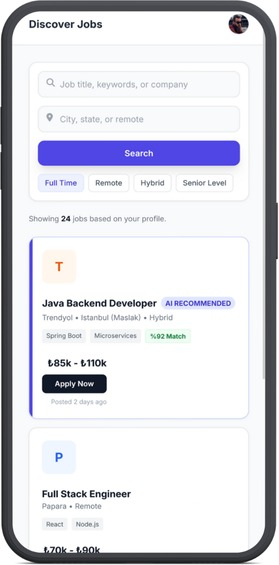 Discover Jobs
Job title, keywords, or company
City, state, or remote
Search
Full Time Remote Hybrid Senior Level
Showing 24 jobs based on your profile.
T
Java Backend Developer AI RECOMMENDED
Trendyol • Istanbul (Maslak) • Hybrid
Spring Boot Microservices %92 Match
₺85k - ₺110k
Apply Now
Posted 2 days ago
P
Full Stack Engineer
Papara • Remote
React Node.js
₺70k - ₺90k